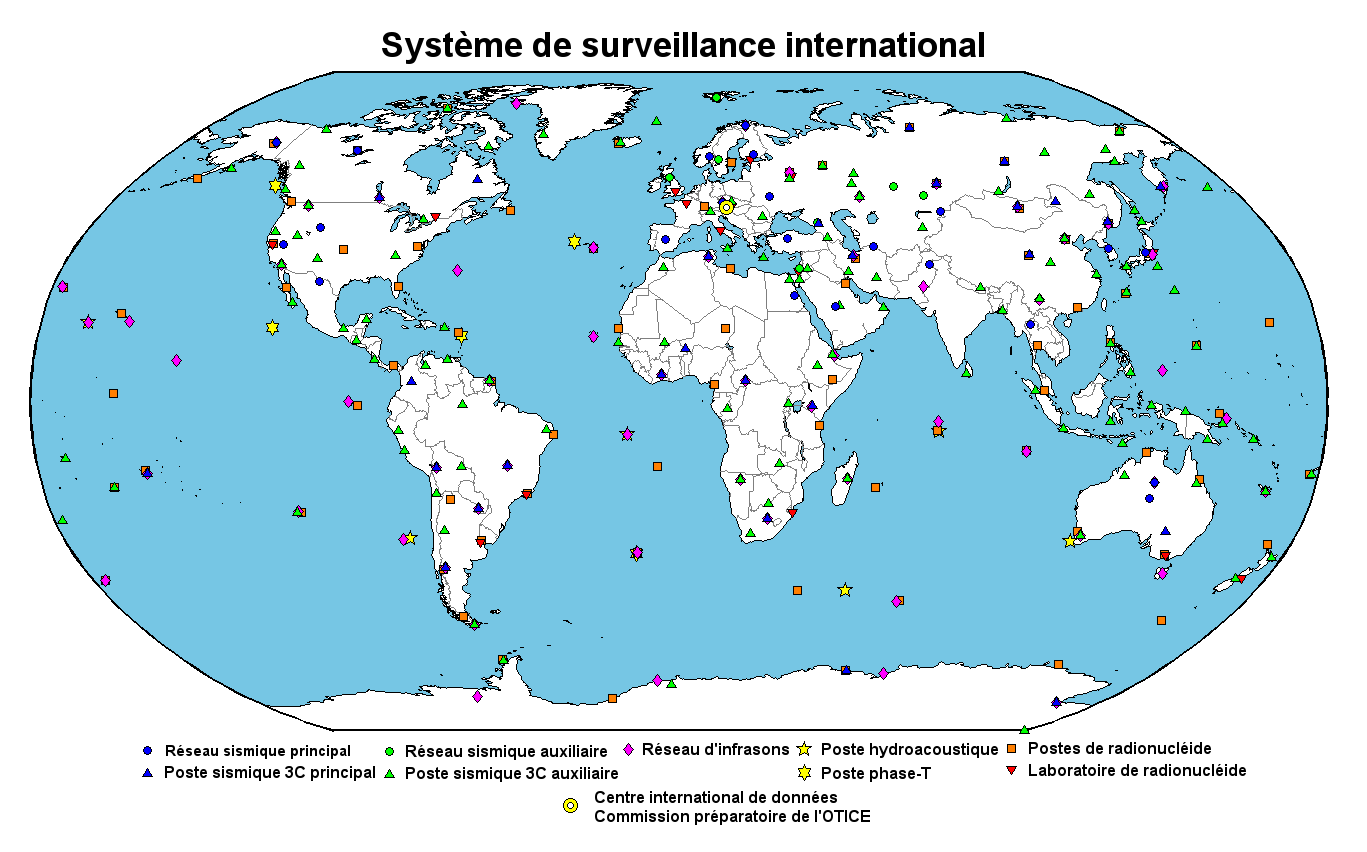 Système de surveillance international
Réseau sismique principal
Réseau sismique auxiliaire
Réseau d'infrasons
Poste hydroacoustique
Postes de radionucléide
Poste sismique 3C principal
Poste sismique 3C auxiliaire
Poste phase-T
Laboratoire de radionucléide
Centre international de données
Commission préparatoire de l'OTICE